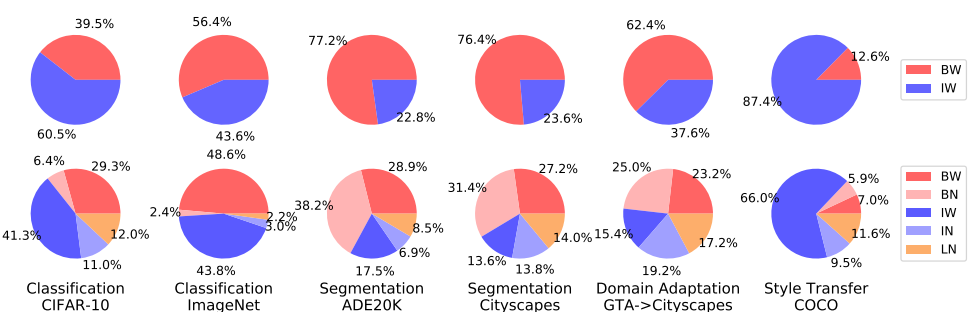 39.5%
60.5%
56.4%
43.6%
77.2%
22.8%
76.4%
23.6%
62.4%
37.6%
12.6%
87.4%
BW
IW
29.3%
6.4%
41.3%
11.0%
12.0%
48.6%
2.4%
43.8%
3.0%
2.2%
28.9%
38.2%
17.5%
6.9%
8.5%
27.2%
31.4%
13.6%
13.8%
14.0%
23.2%
25.0%
15.4%
19.2%
17.2%
7.0%
5.9%
66.0%
9.5%
11.6%
BW
BN
IW
IN
LN
Classification
CIFAR-10
Classification
ImageNet
Segmentation
ADE20K
Segmentation
Cityscapes
Domain Adaptation
GTA->Cityscapes
Style Transfer
COCO